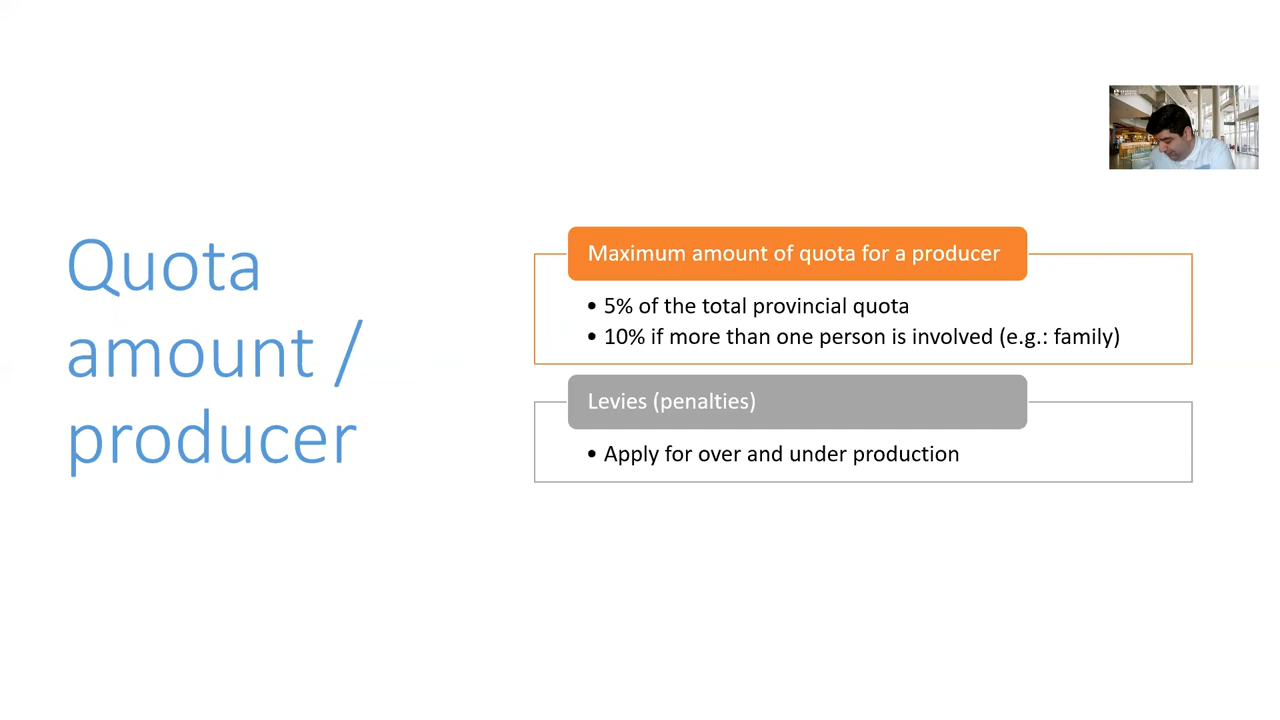 Quota
amount /
producer
Maximum amount of quota for a producer
• 5% of the total provincial quota
• 10% if more than one person is involved (e.g.: family)
Levies (penalties)
• Apply for over and under production